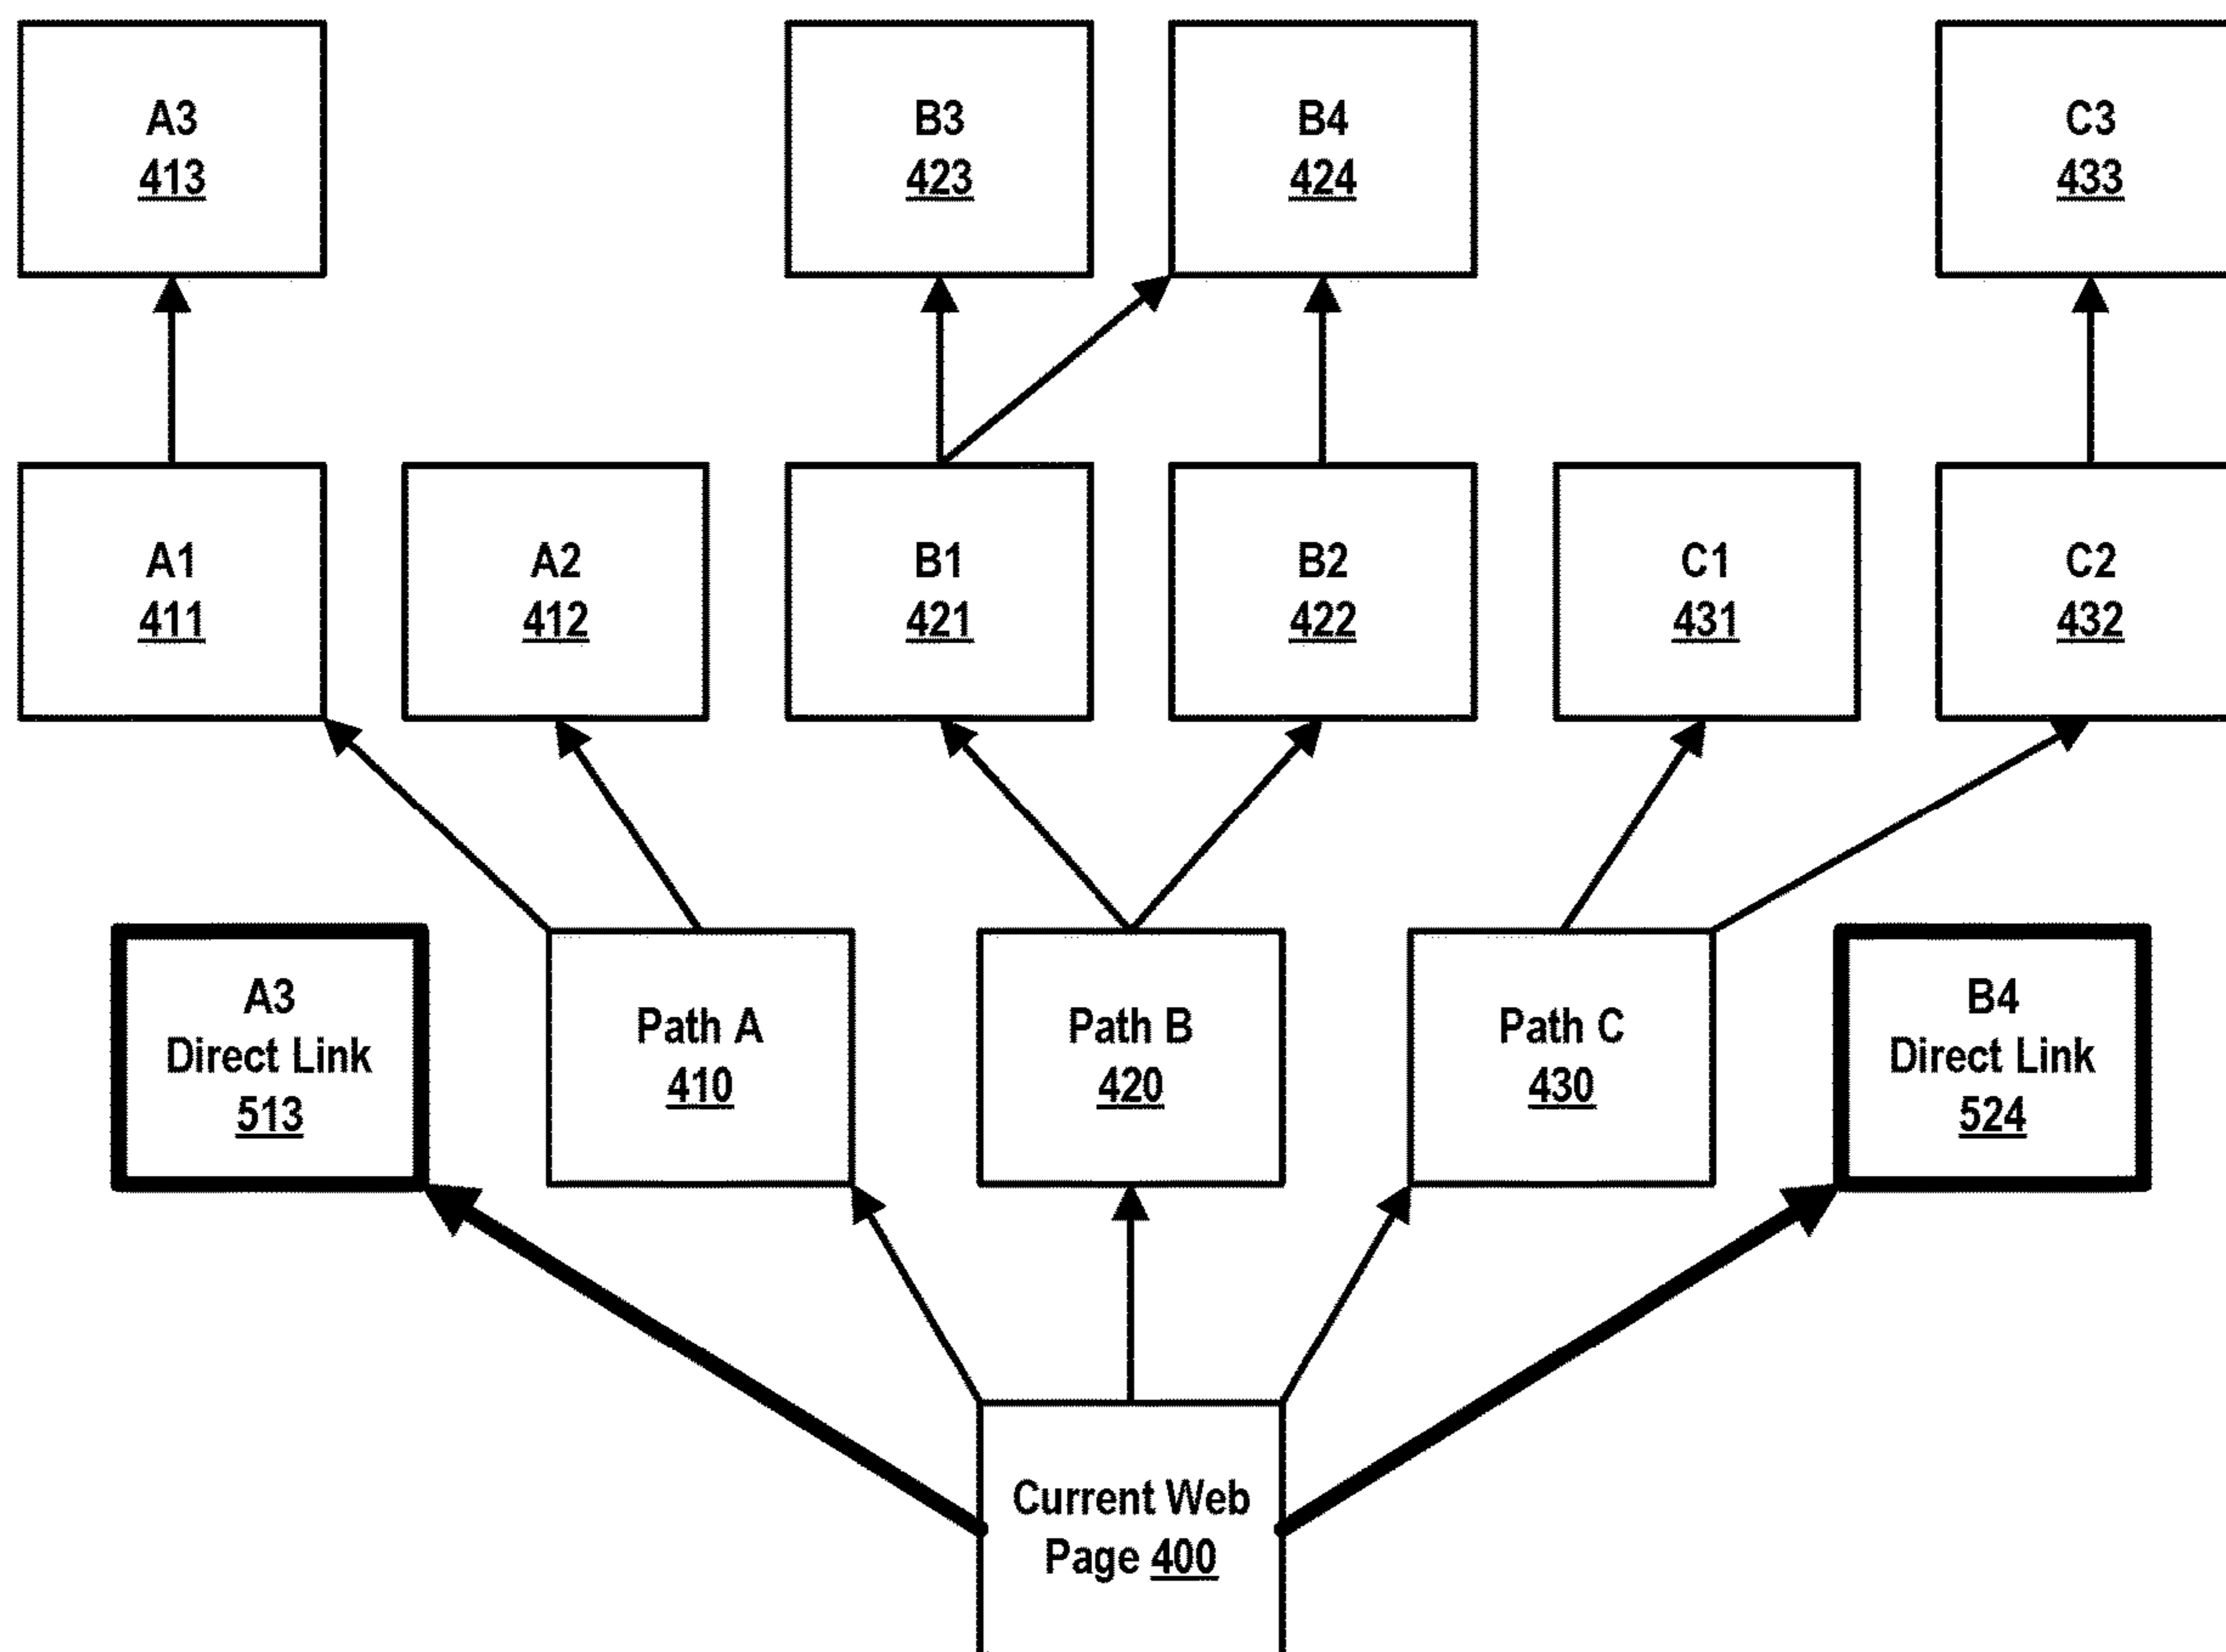 A3
413
B3
423
B4
424
C3
433
A1
411
A2
412
B1
421
B2
422
C1
431
C2
432
A3
Direct Link
513
Path A
410
Path B
420
Path C
430
B4
Direct Link
524
Current Web
Page 400